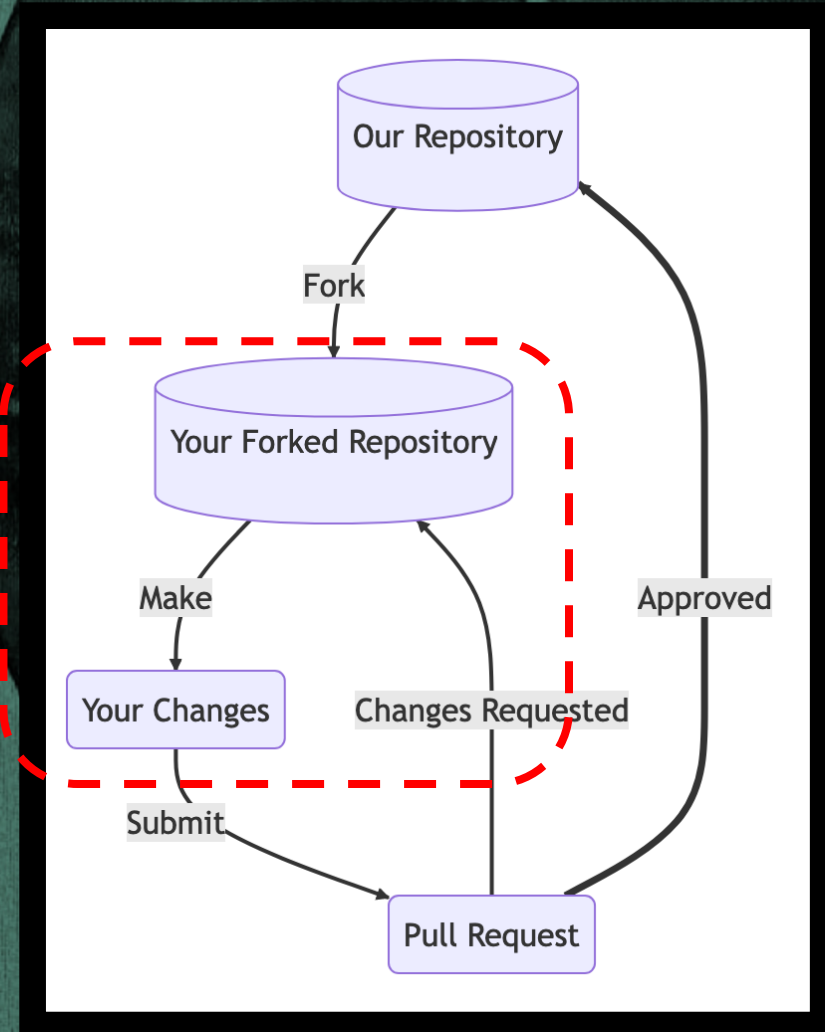 Our Repository
Fork
Your Forked Repository
Make
Approved
Your Changes
Changes Requested
Submit
Pull Request